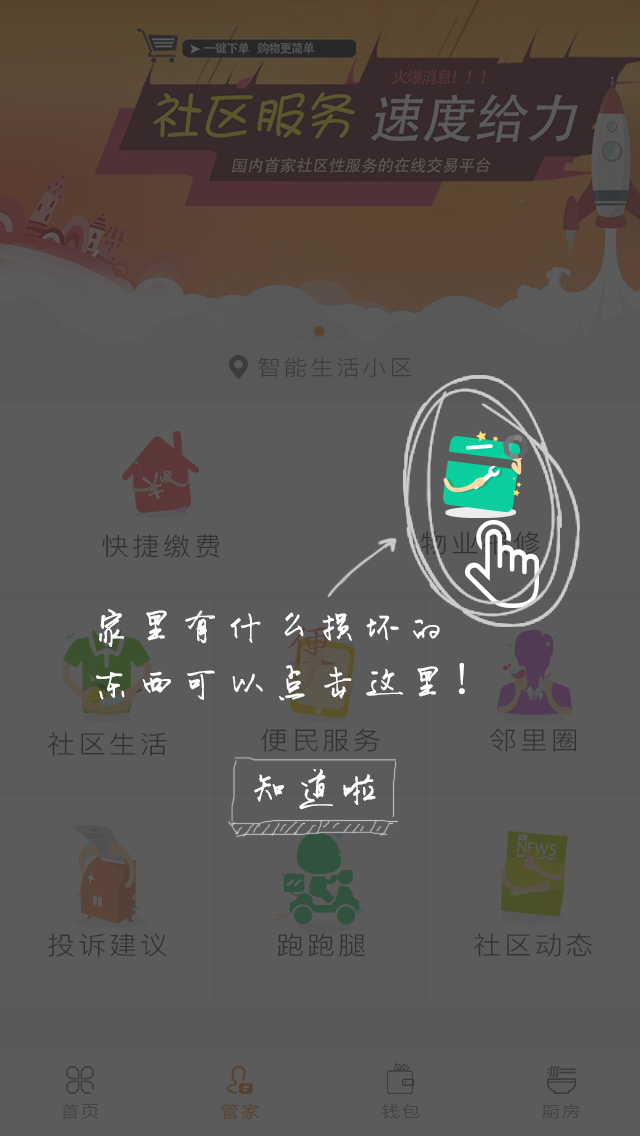 一键下单 购物更简单
火爆消息！！！
社区服务 速度给力
国内首家社区性服务的在线交易平台
智能生活小区
快捷缴费 物业维修
家里有什么损坏的
东西可以点击这里！
便
社区生活 便民服务 邻里圈
知道啦
NEWS
投诉建议 跑跑腿 社区动态
首页 管家 钱包 厨房